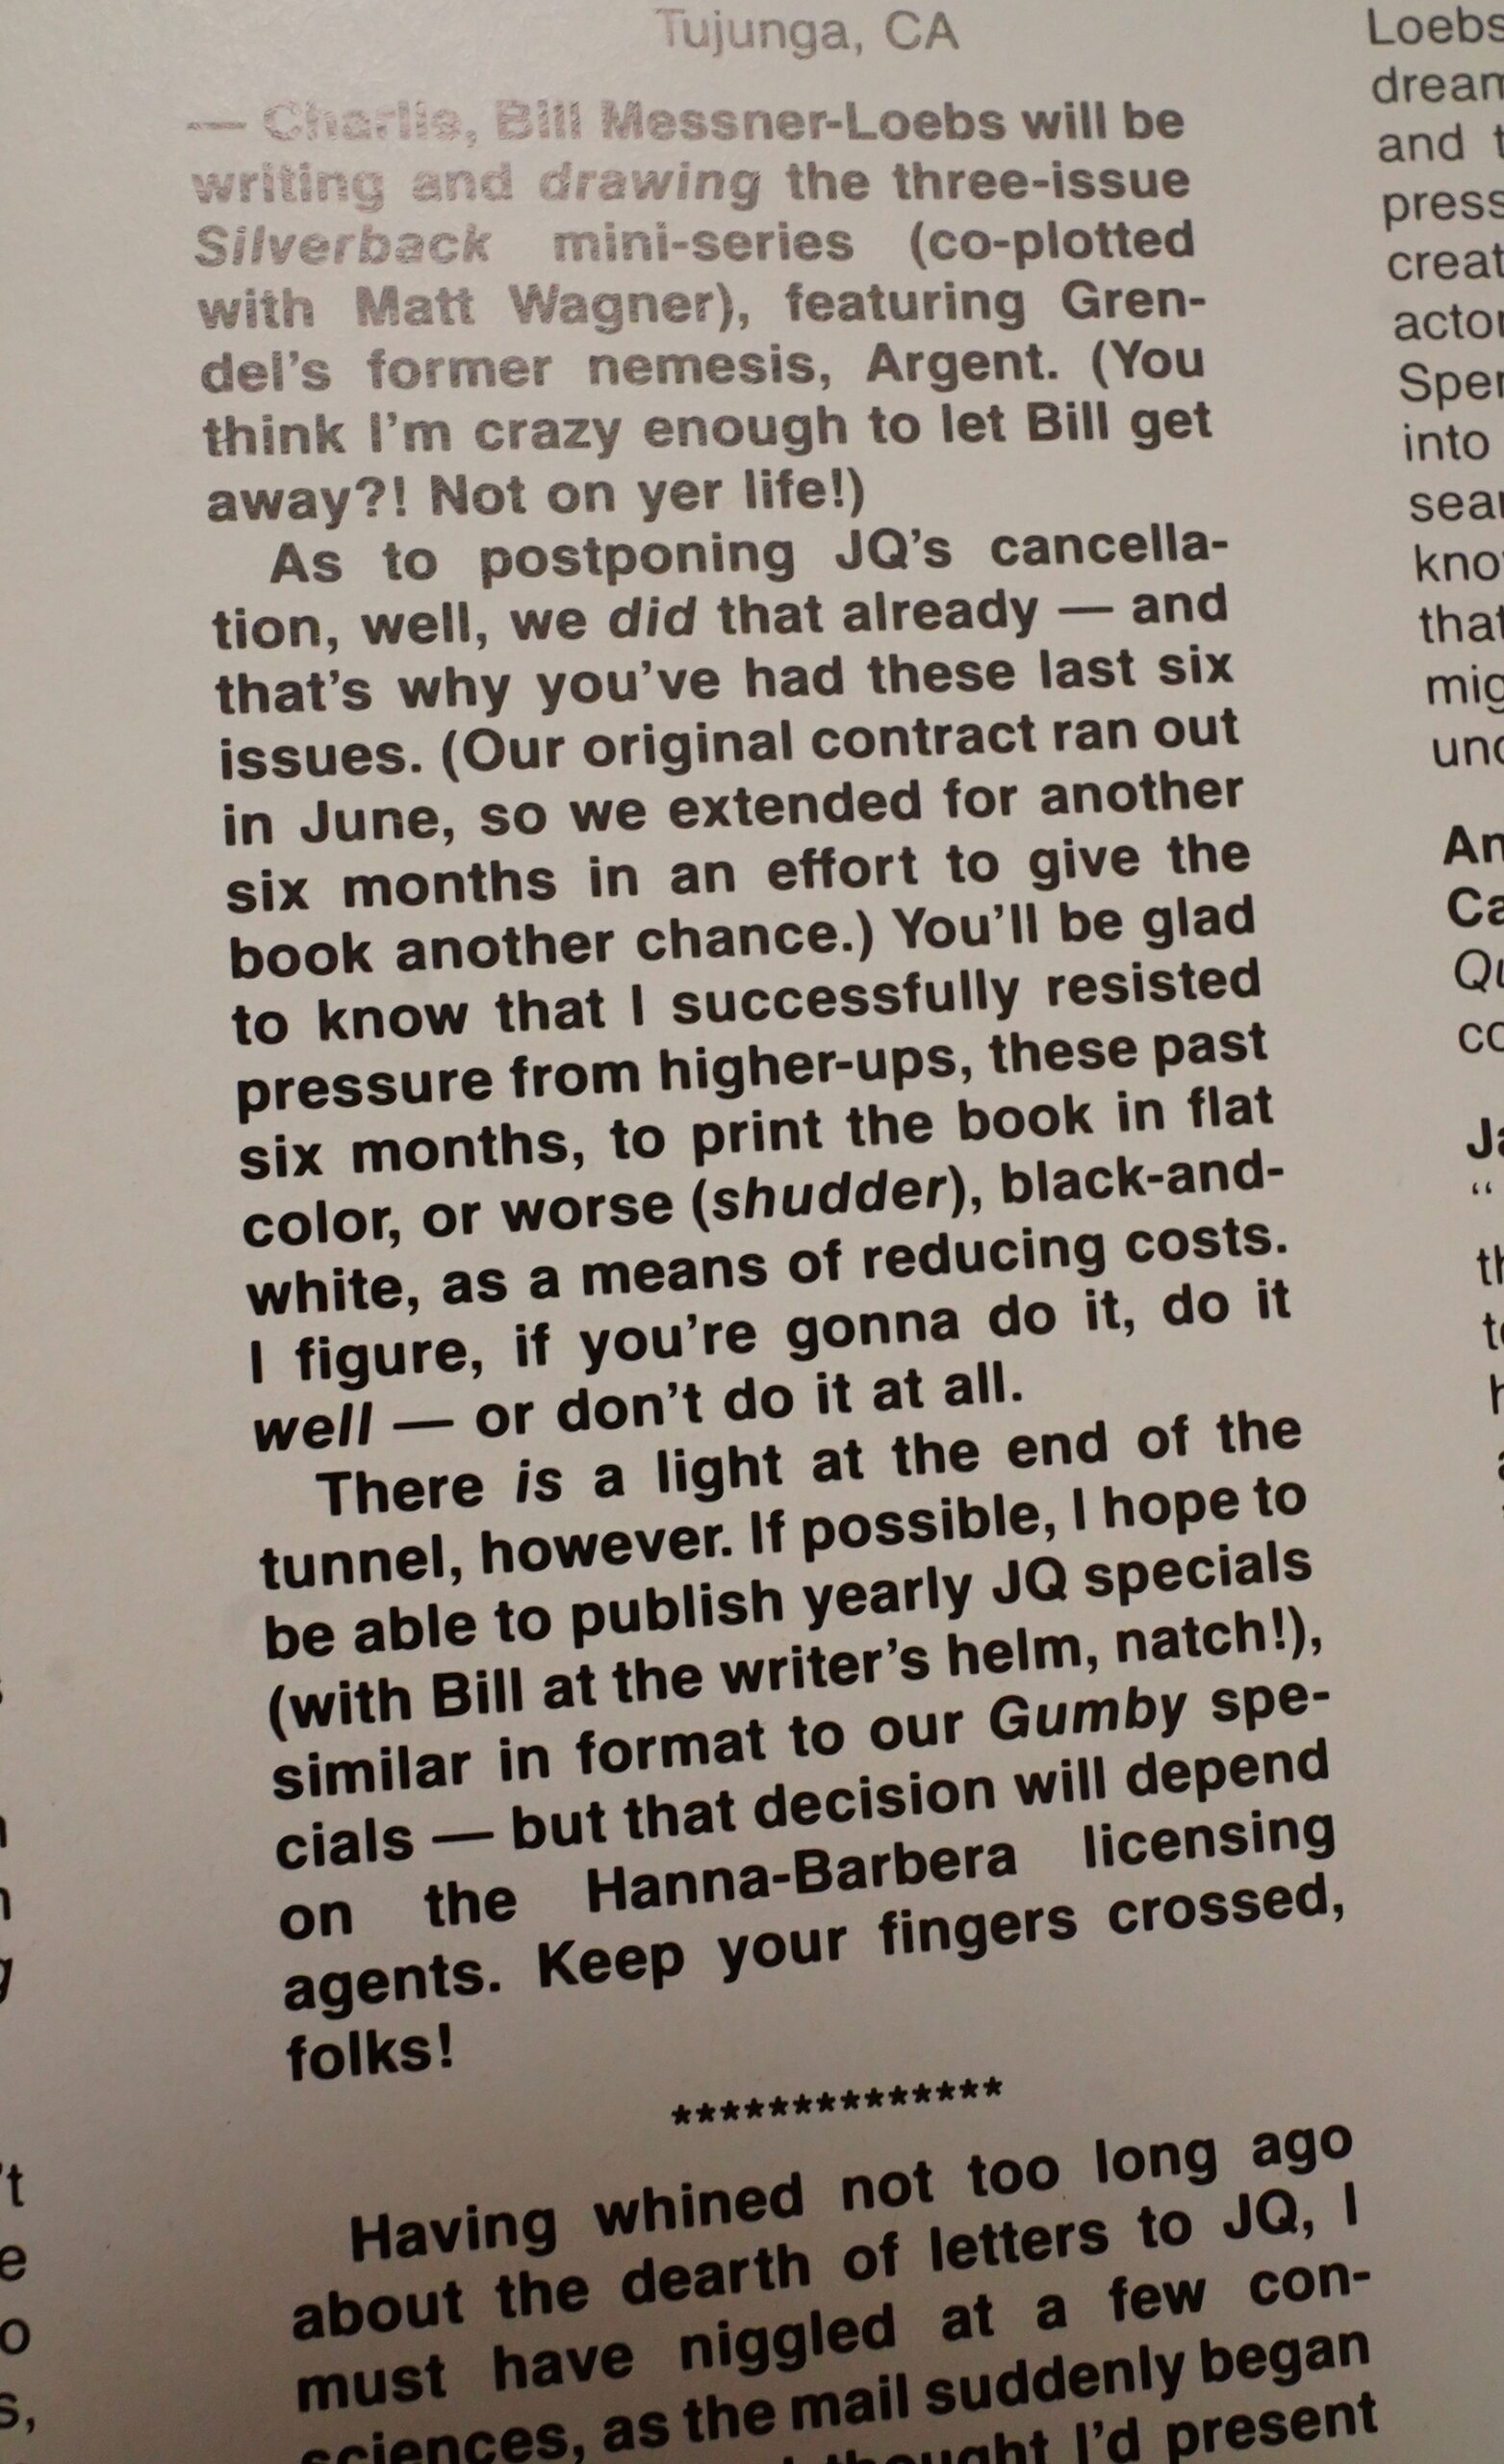 Tujunga, CA
— Charlie, Bill Messner-Loebs will be
writing and drawing the three-issue
Silverback mini-series (co-plotted
with Matt Wagner), featuring Gren-
del's former nemesis, Argent. (You
think I'm crazy enough to let Bill get
away?! Not on yer life!)
As to postponing JQ's cancella-
tion, well, we did that already — and
that's why you've had these last six
issues. (Our original contract ran out
in June, so we extended for another
six months in an effort to give the
book another chance.) You'll be glad
to know that I successfully resisted
pressure from higher-ups, these past
six months, to print the book in flat
color, or worse (shudder), black-and-
white, as a means of reducing costs.
I figure, if you're gonna do it, do it
well — or don't do it at all.
There is a light at the end of the
tunnel, however. If possible, I hope to
be able to publish yearly JQ specials
(with Bill at the writer's helm, natch!),
similar in format to our Gumby spe-
cials — but that decision will depend
on the Hanna-Barbera licensing
agents. Keep your fingers crossed,
folks!
**************
Having whined not too long ago
about the dearth of letters to JQ, I
must have niggled at a few con-
sciences, as the mail suddenly began
thought I'd present
Loebs
and
press
into